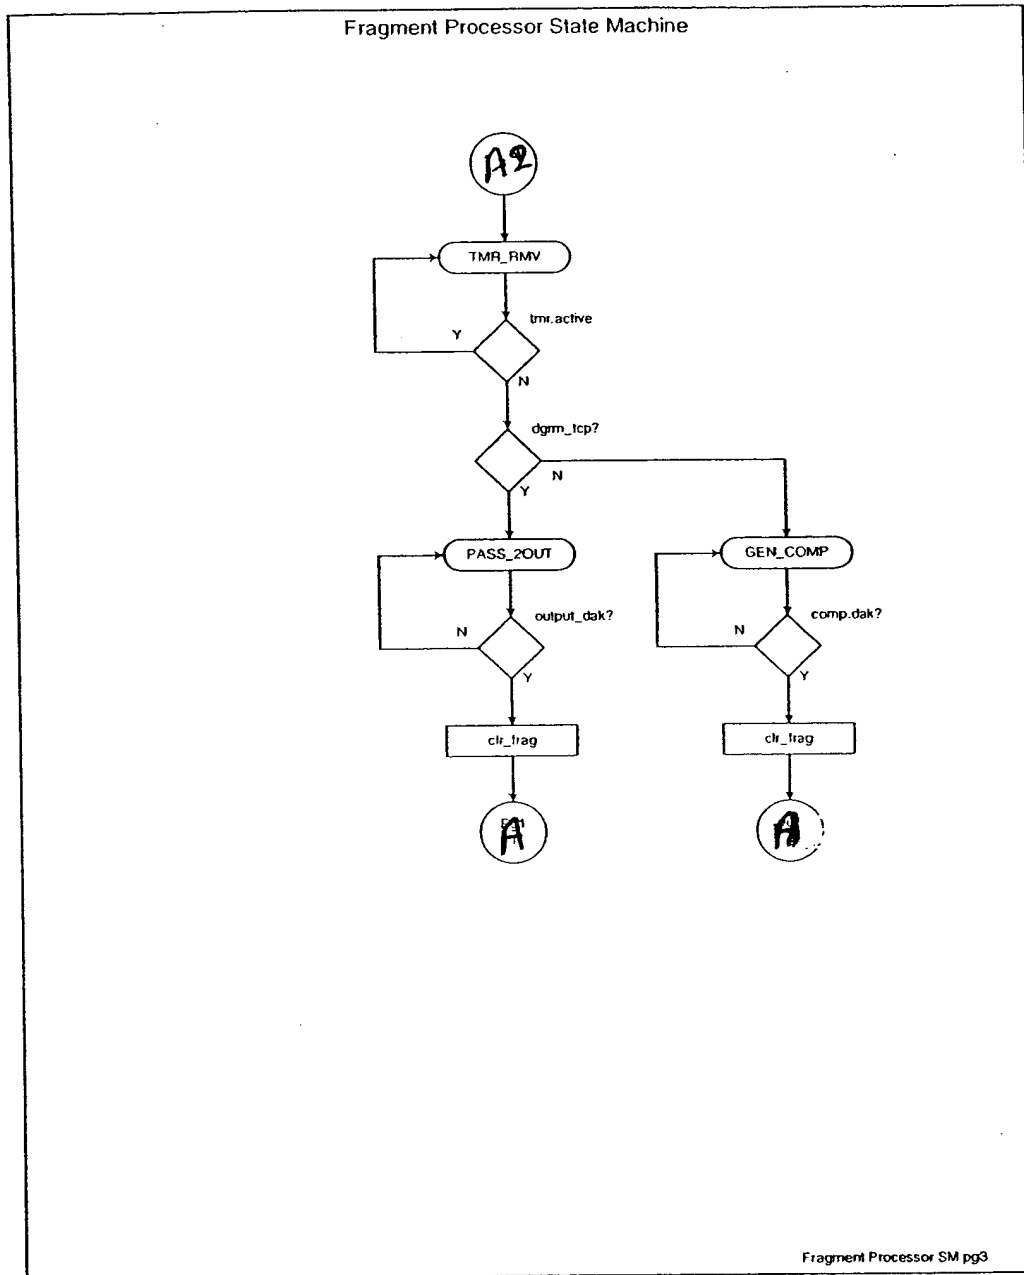 Fragment Processor State Machine
A2
TMR_RMV
tmr.active
Y
N
dgrm_tcp?
N
Y
PASS_2OUT
GEN_COMP
output_dak?
comp.dak?
N
N
Y
Y
clr_frag
clr_frag
A
A
Fragment Processor SM pg3